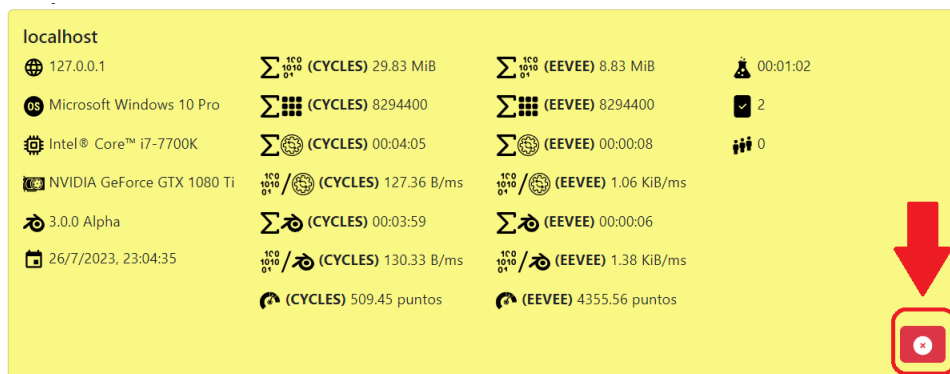 localhost
127.0.0.1
Microsoft Windows 10 Pro
Intel® Core™ i7-7700K
NVIDIA GeForce GTX 1080 Ti
3.0.0 Alpha
26/7/2023, 23:04:35
(CYCLES) 29.83 MiB
(CYCLES) 8294400
(CYCLES) 00:04:05
(CYCLES) 127.36 B/ms
(CYCLES) 00:03:59
(CYCLES) 130.33 B/ms
(CYCLES) 509.45 puntos
(EEVEE) 8.83 MiB
(EEVEE) 8294400
(EEVEE) 00:00:08
(EEVEE) 1.06 KiB/ms
(EEVEE) 00:00:06
(EEVEE) 1.38 KiB/ms
(EEVEE) 4355.56 puntos
00:01:02
2
0